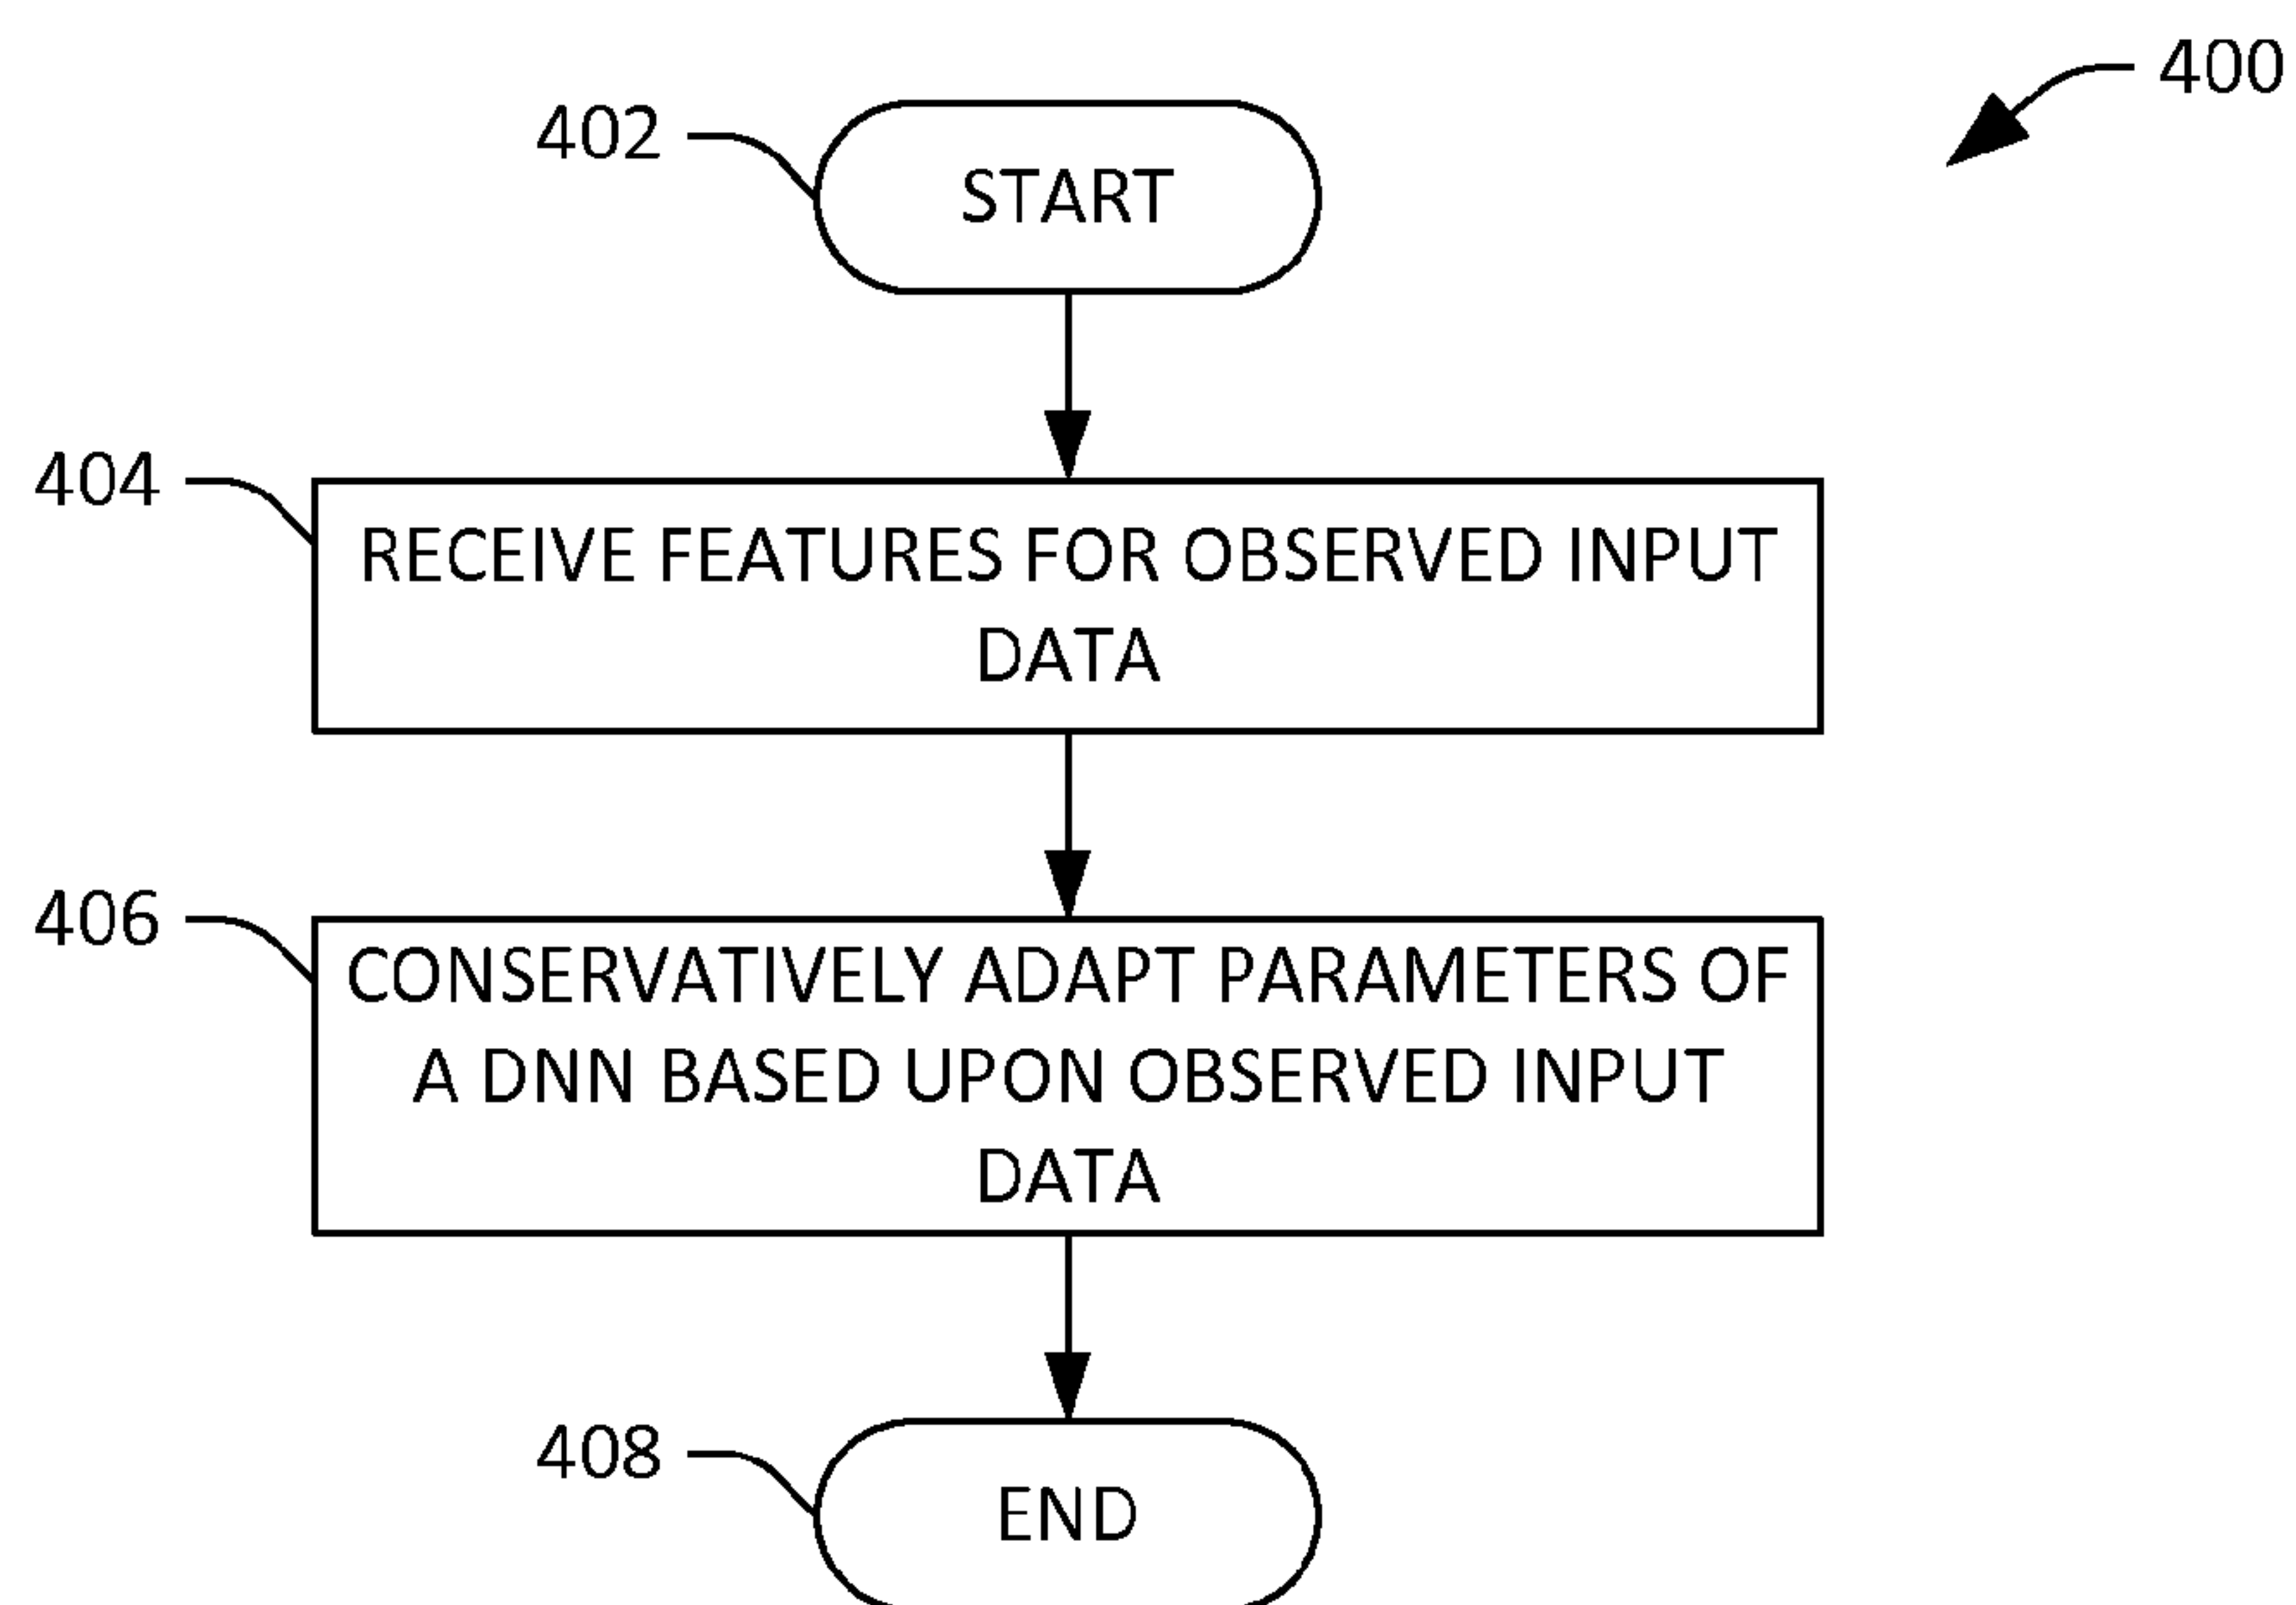 400
402
START
404
RECEIVE FEATURES FOR OBSERVED INPUT
DATA
406
CONSERVATIVELY ADAPT PARAMETERS OF
A DNN BASED UPON OBSERVED INPUT
DATA
408
END